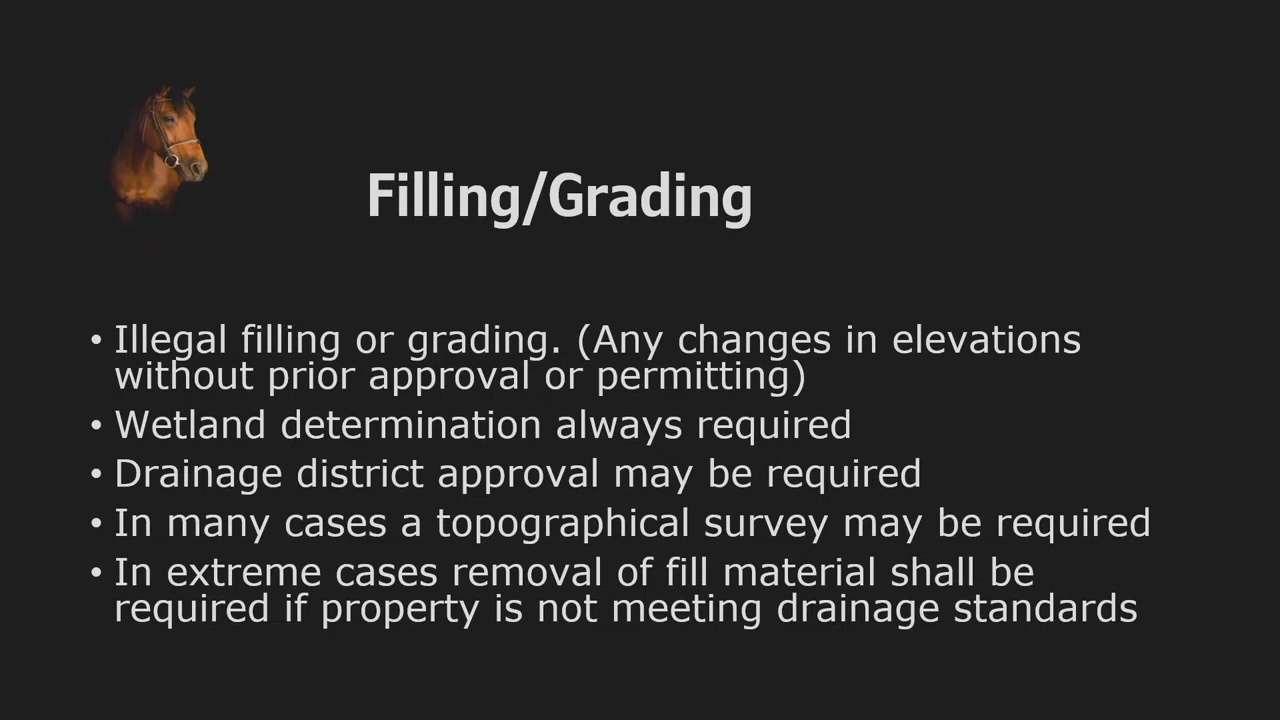 Filling/Grading
• Illegal filling or grading. (Any changes in elevations
without prior approval or permitting)
• Wetland determination always required
• Drainage district approval may be required
• In many cases a topographical survey may be required
• In extreme cases removal of fill material shall be
required if property is not meeting drainage standards